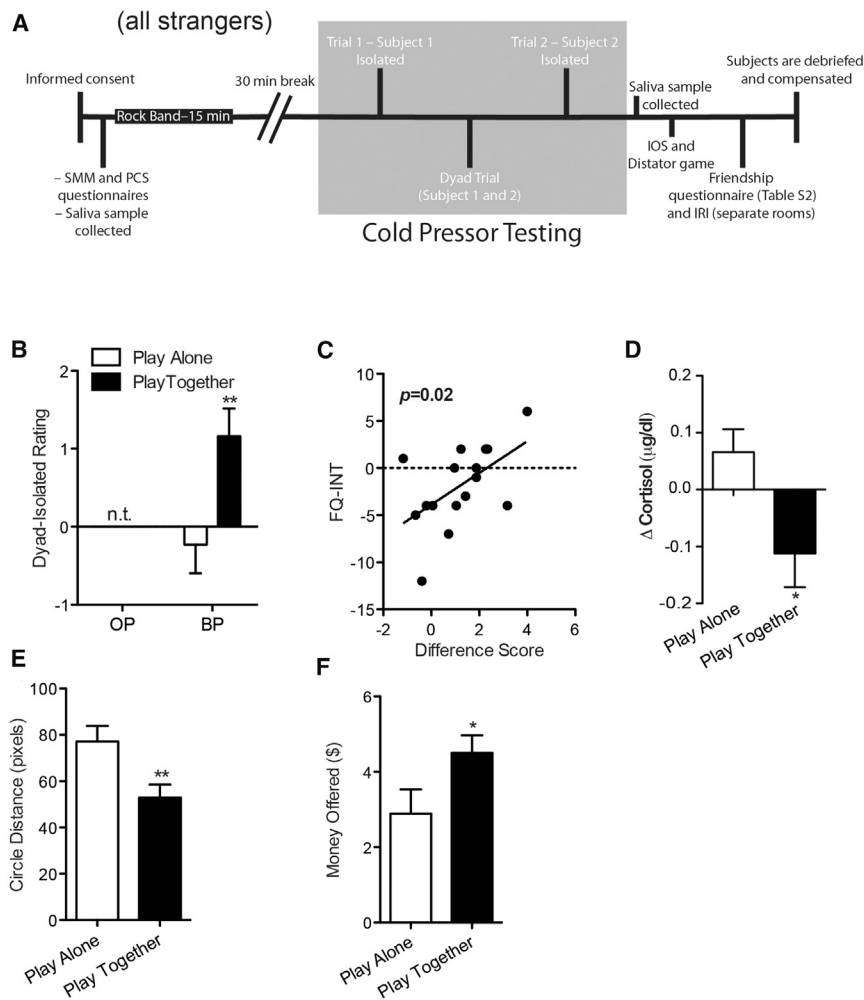 A
(all strangers)
Informed consent
Rock Band–15 min
– SMM and PCS
questionnaires
– Saliva sample
collected
30 min break
Trial 1 – Subject 1
Isolated
Trial 2 – Subject 2
Isolated
Dyad Trial
(Subject 1 and 2)
Cold Pressor Testing
Saliva sample
collected
IOS and
Distator game
Subjects are debriefed
and compensated
Friendship
questionnaire (Table S2)
and IRI (separate rooms)
B
Play Alone
PlayTogether
Dyad-Isolated Rating
2
1
0
-1
n.t.
**
OP
BP
C
p=0.02
FQ-INT
10
5
0
-5
-10
-15
-2
0
2
4
6
Difference Score
D
Δ Cortisol (µg/dl)
0.2
0.1
0.0
-0.1
-0.2
*
Play Alone
Play Together
E
Circle Distance (pixels)
100
80
60
40
20
0
**
Play Alone
Play Together
F
Money Offered ($)
6
4
2
0
*
Play Alone
Play Together